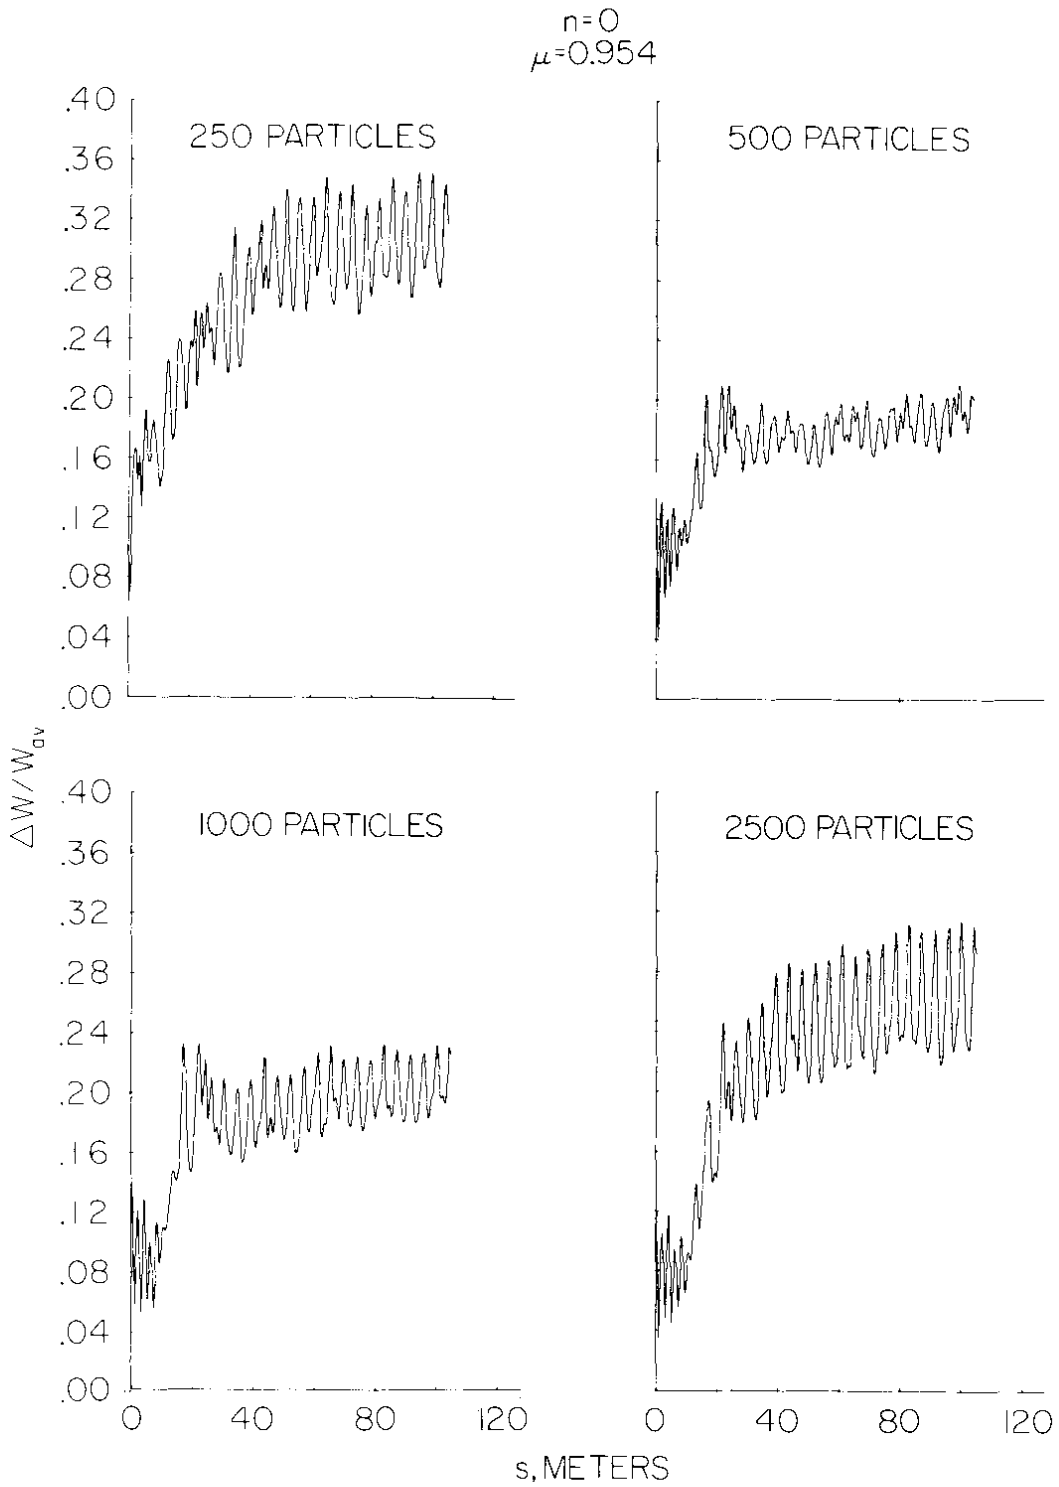 n=0
μ=0.954
250 PARTICLES
500 PARTICLES
.40
.36
.32
.28
.24
.20
.16
.12
.08
.04
.00
ΔW/Wav
1000 PARTICLES
2500 PARTICLES
.40
.36
.32
.28
.24
.20
.16
.12
.08
.04
.00
0 40 80 120
0 40 80 120
s, METERS